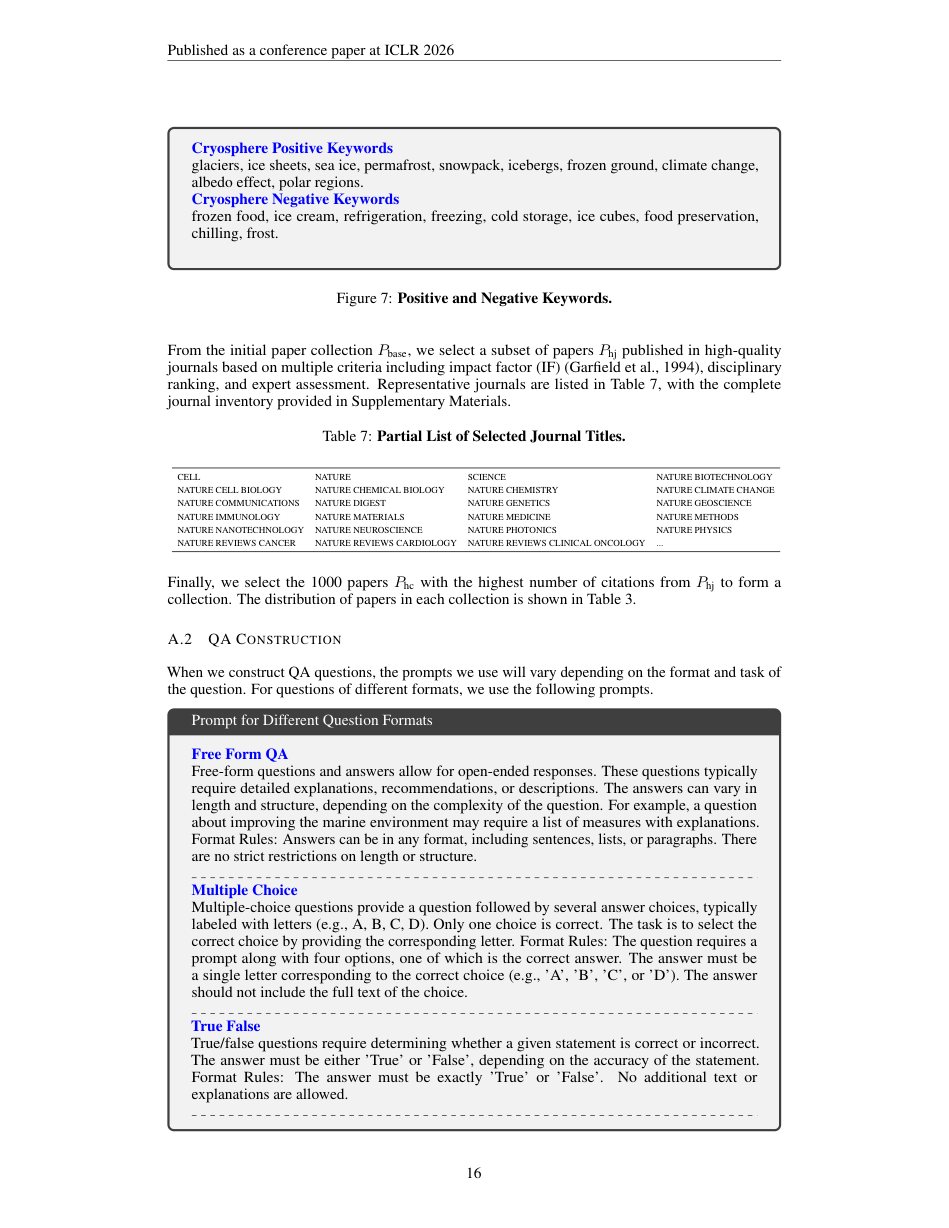 Published as a conference paper at ICLR 2026
Cryosphere Positive Keywords
glaciers, ice sheets, sea ice, permafrost, snowpack, icebergs, frozen ground, climate change,
albedo effect, polar regions.
Cryosphere Negative Keywords
frozen food, ice cream, refrigeration, freezing, cold storage, ice cubes, food preservation,
chilling, frost.
Figure 7: Positive and Negative Keywords.
From the initial paper collection P_base, we select a subset of papers P_hj published in high-quality
journals based on multiple criteria including impact factor (IF) (Garfield et al., 1994), disciplinary
ranking, and expert assessment. Representative journals are listed in Table 7, with the complete
journal inventory provided in Supplementary Materials.
Table 7: Partial List of Selected Journal Titles.
CELL NATURE SCIENCE NATURE BIOTECHNOLOGY
NATURE CELL BIOLOGY NATURE CHEMICAL BIOLOGY NATURE CHEMISTRY NATURE CLIMATE CHANGE
NATURE COMMUNICATIONS NATURE DIGEST NATURE GENETICS NATURE GEOSCIENCE
NATURE IMMUNOLOGY NATURE MATERIALS NATURE MEDICINE NATURE METHODS
NATURE NANOTECHNOLOGY NATURE NEUROSCIENCE NATURE PHOTONICS NATURE PHYSICS
NATURE REVIEWS CANCER NATURE REVIEWS CARDIOLOGY NATURE REVIEWS CLINICAL ONCOLOGY ...
Finally, we select the 1000 papers P_hc with the highest number of citations from P_hj to form a
collection. The distribution of papers in each collection is shown in Table 3.
A.2 QA CONSTRUCTION
When we construct QA questions, the prompts we use will vary depending on the format and task of
the question. For questions of different formats, we use the following prompts.
Prompt for Different Question Formats
Free Form QA
Free-form questions and answers allow for open-ended responses. These questions typically
require detailed explanations, recommendations, or descriptions. The answers can vary in
length and structure, depending on the complexity of the question. For example, a question
about improving the marine environment may require a list of measures with explanations.
Format Rules: Answers can be in any format, including sentences, lists, or paragraphs. There
are no strict restrictions on length or structure.
Multiple Choice
Multiple-choice questions provide a question followed by several answer choices, typically
labeled with letters (e.g., A, B, C, D). Only one choice is correct. The task is to select the
correct choice by providing the corresponding letter. Format Rules: The question requires a
prompt along with four options, one of which is the correct answer. The answer must be
a single letter corresponding to the correct choice (e.g., ’A’, ’B’, ’C’, or ’D’). The answer
should not include the full text of the choice.
True False
True/false questions require determining whether a given statement is correct or incorrect.
The answer must be either ’True’ or ’False’, depending on the accuracy of the statement.
Format Rules: The answer must be exactly ’True’ or ’False’. No additional text or
explanations are allowed.
16